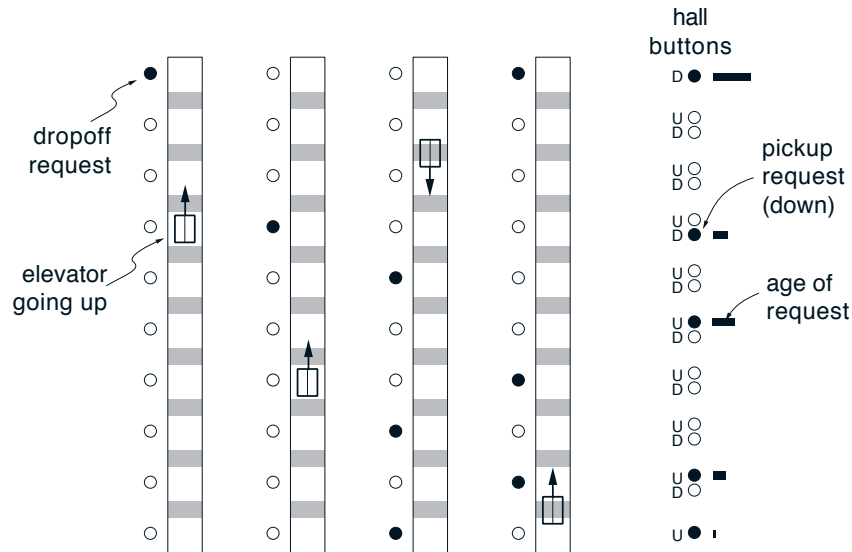 hall
buttons
D
dropoff
request
U
D
pickup
request
(down)
U
D
U
D
elevator
going up
U
D
age of
request
U
D
U
D
U
D
U
D
U